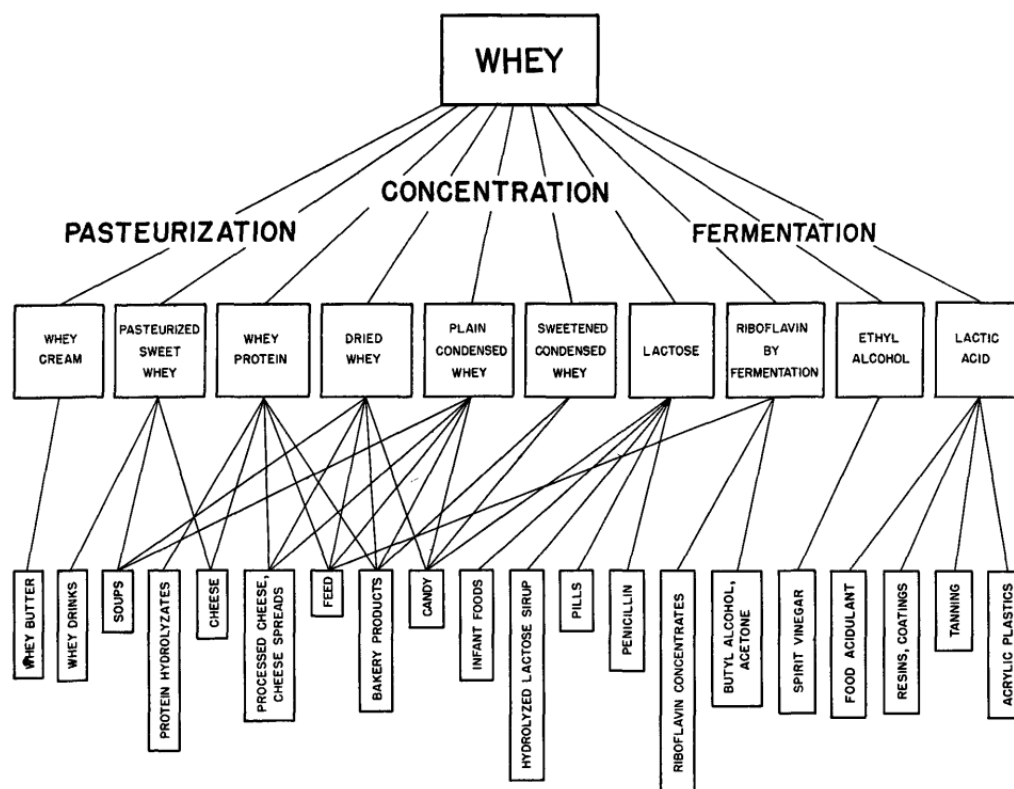 WHEY
CONCENTRATION
PASTEURIZATION
FERMENTATION
WHEY
CREAM
PASTEURIZED
SWEET
WHEY
WHEY
PROTEIN
DRIED
WHEY
PLAIN
CONDENSED
WHEY
SWEETENED
CONDENSED
WHEY
LACTOSE
RIBOFLAVIN
BY
FERMENTATION
ETHYL
ALCOHOL
LACTIC
ACID
WHEY BUTTER
WHEY DRINKS
SOUPS
PROTEIN HYDROLYZATES
CHEESE
PROCESSED CHEESE,
CHEESE SPREADS
FEED
BAKERY PRODUCTS
CANDY
INFANT FOODS
HYDROLYZED LACTOSE SIRUP
PILLS
PENICILLIN
RIBOFLAVIN CONCENTRATES
BUTYL ALCOHOL,
ACETONE
SPIRIT VINEGAR
FOOD ACIDULANT
RESINS, COATINGS
TANNING
ACRYLIC PLASTICS